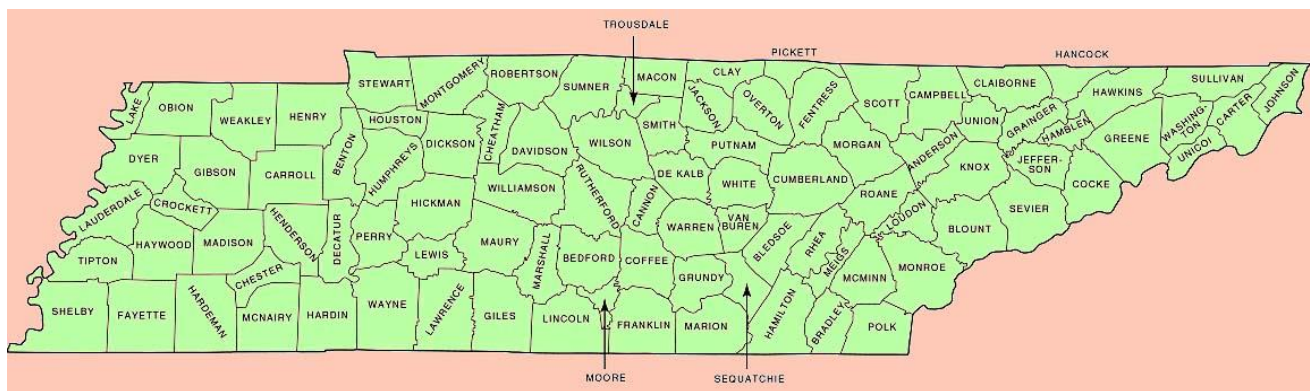 TROUSDALE
PICKETT
HANCOCK
STEWART
MONTGOMERY
ROBERTSON
SUMNER
MACON
CLAY
JACKSON
OVERTON
FENTRESS
SCOTT
CAMPBELL
CLAIBORNE
HAWKINS
SULLIVAN
JOHNSON
CARTER
WASHING-
TON
UNICOI
GREENE
HAMBLEN
GRAINGER
UNION
LAKE
OBION
WEAKLEY
HENRY
HOUSTON
BENTON
HUMPHREYS
DICKSON
CHEATHAM
DAVIDSON
WILSON
SMITH
PUTNAM
MORGAN
ANDERSON
KNOX
JEFFER-
SON
COCKE
DYER
GIBSON
CARROLL
WILLIAMSON
RUTHERFORD
CANNON
DE KALB
WHITE
CUMBERLAND
ROANE
LOUDON
BLOUNT
SEVIER
LAUDERDALE
CROCKETT
HAYWOOD
MADISON
HENDERSON
DECATUR
PERRY
HICKMAN
LEWIS
MAURY
MARSHALL
BEDFORD
COFFEE
WARREN
VAN
BUREN
BLEDSOE
RHEA
MEIGS
MCMINN
MONROE
TIPTON
CHESTER
GRUNDY
SHELBY
FAYETTE
HARDEMAN
MCNAIRY
HARDIN
WAYNE
LAWRENCE
GILES
LINCOLN
FRANKLIN
MARION
HAMILTON
BRADLEY
POLK
MOORE
SEQUATCHIE